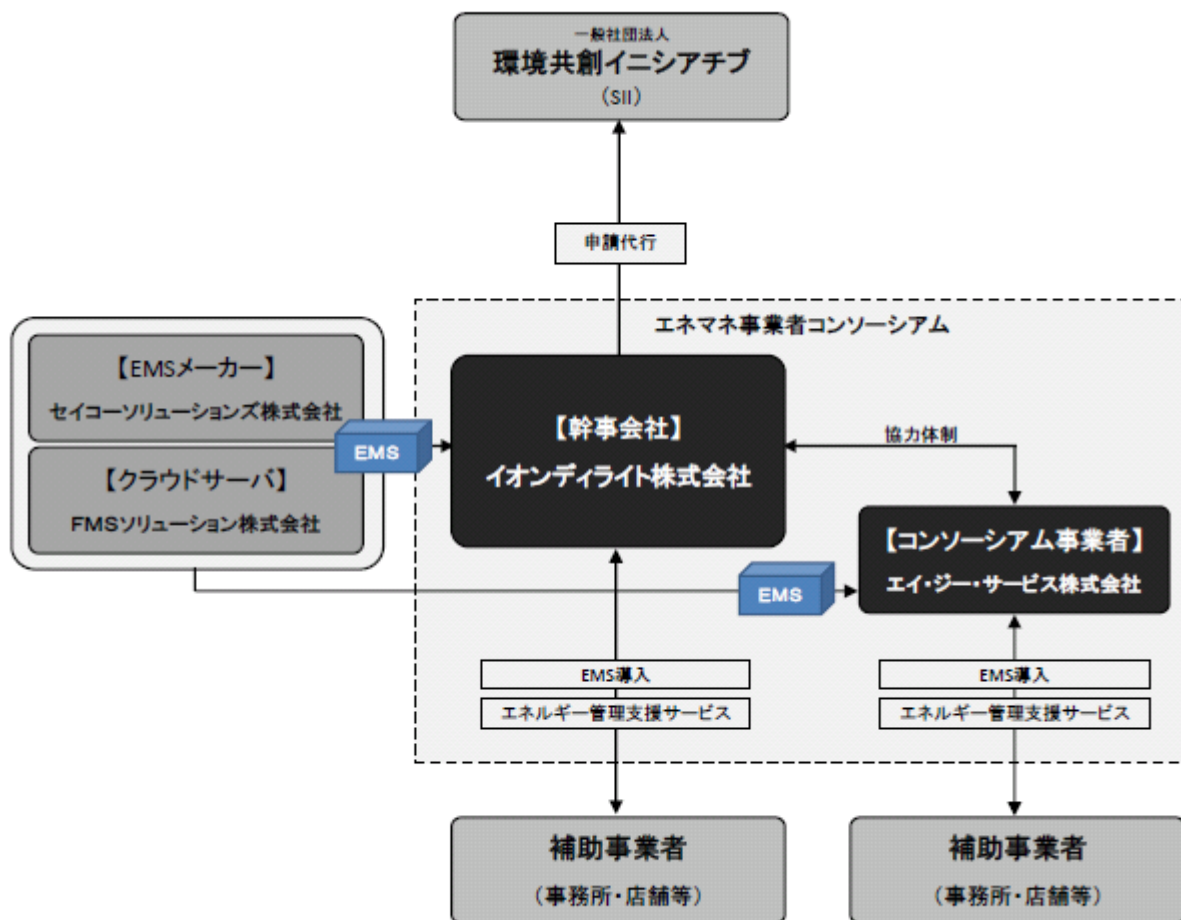 一般社団法人
環境共創イニシアチブ
（SII）
申請代行
エネマネ事業者コンソーシアム
【EMSメーカー】
セイコーソリューションズ株式会社
【クラウドサーバ】
FMSソリューション株式会社
EMS
【幹事会社】
イオンディライト株式会社
協力体制
【コンソーシアム事業者】
エイ・ジー・サービス株式会社
EMS
EMS導入
エネルギー管理支援サービス
EMS導入
エネルギー管理支援サービス
補助事業者
（事務所・店舗等）
補助事業者
（事務所・店舗等）